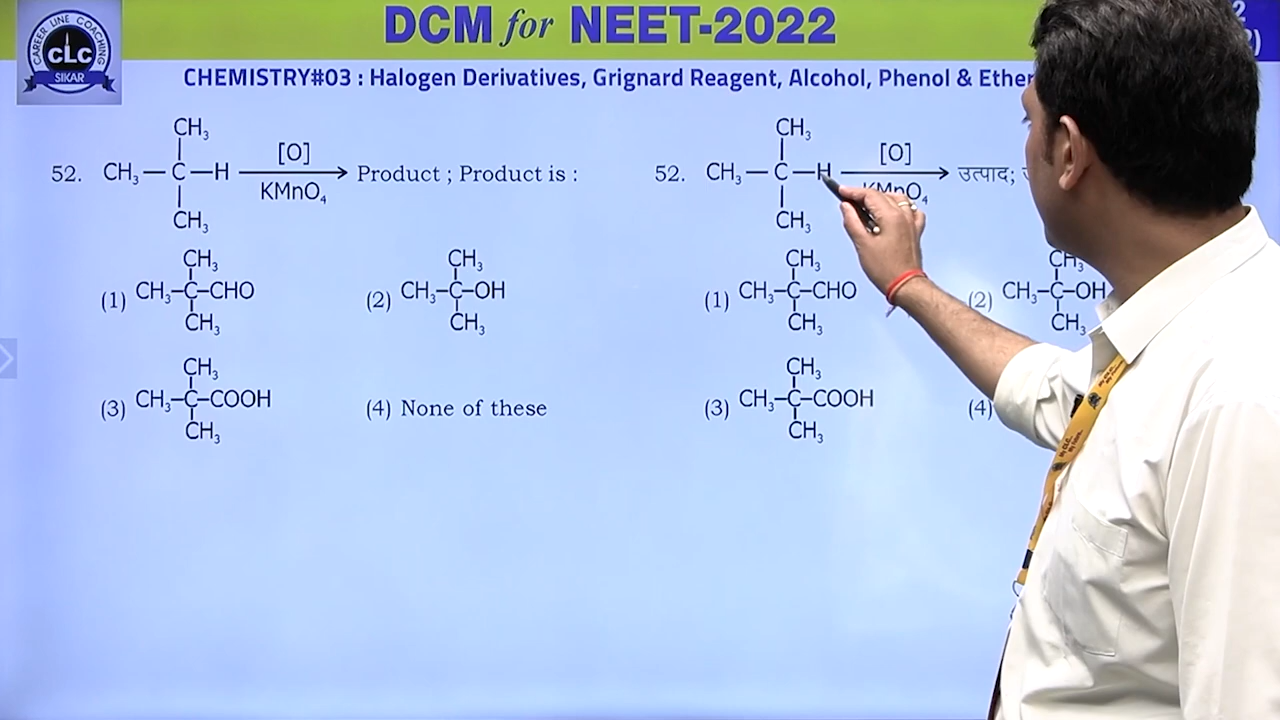 CAREER LINE COACHING
CLC
SIKAR
DCM for NEET-2022
CHEMISTRY#03 : Halogen Derivatives, Grignard Reagent, Alcohol, Phenol & Ether
52. CH₃—C—H [O] KMnO₄ Product ; Product is :
CH₃
CH₃
(1) CH₃–C–CHO
CH₃
CH₃
(2) CH₃–C–OH
CH₃
CH₃
(3) CH₃–C–COOH
CH₃
CH₃
(4) None of these
52. CH₃—C—H [O] KMnO₄ उत्पाद;
CH₃
CH₃
(1) CH₃–C–CHO
CH₃
CH₃
(2) CH₃–C–OH
CH₃
CH₃
(3) CH₃–C–COOH
CH₃
CH₃
(4)